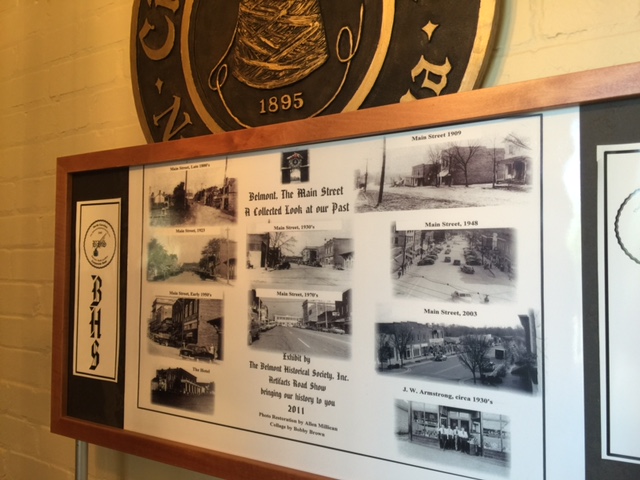 1895
Main Street, Late 1800's
Belmont, The Main Street
A Collected Look at our Past
Main Street 1909
Main Street, 1925
Main Street, 1930's
Main Street, 1948
Main Street, Early 1950's
Main Street, 1970's
Main Street, 2003
The Hotel
Exhibit by
The Belmont Historical Society, Inc.
Artifacts Road Show
bringing our history to you
2011
Photo Restoration by Allen Millican
Collage by Bobby Brown
J. W. Armstrong, circa 1930's
BHS